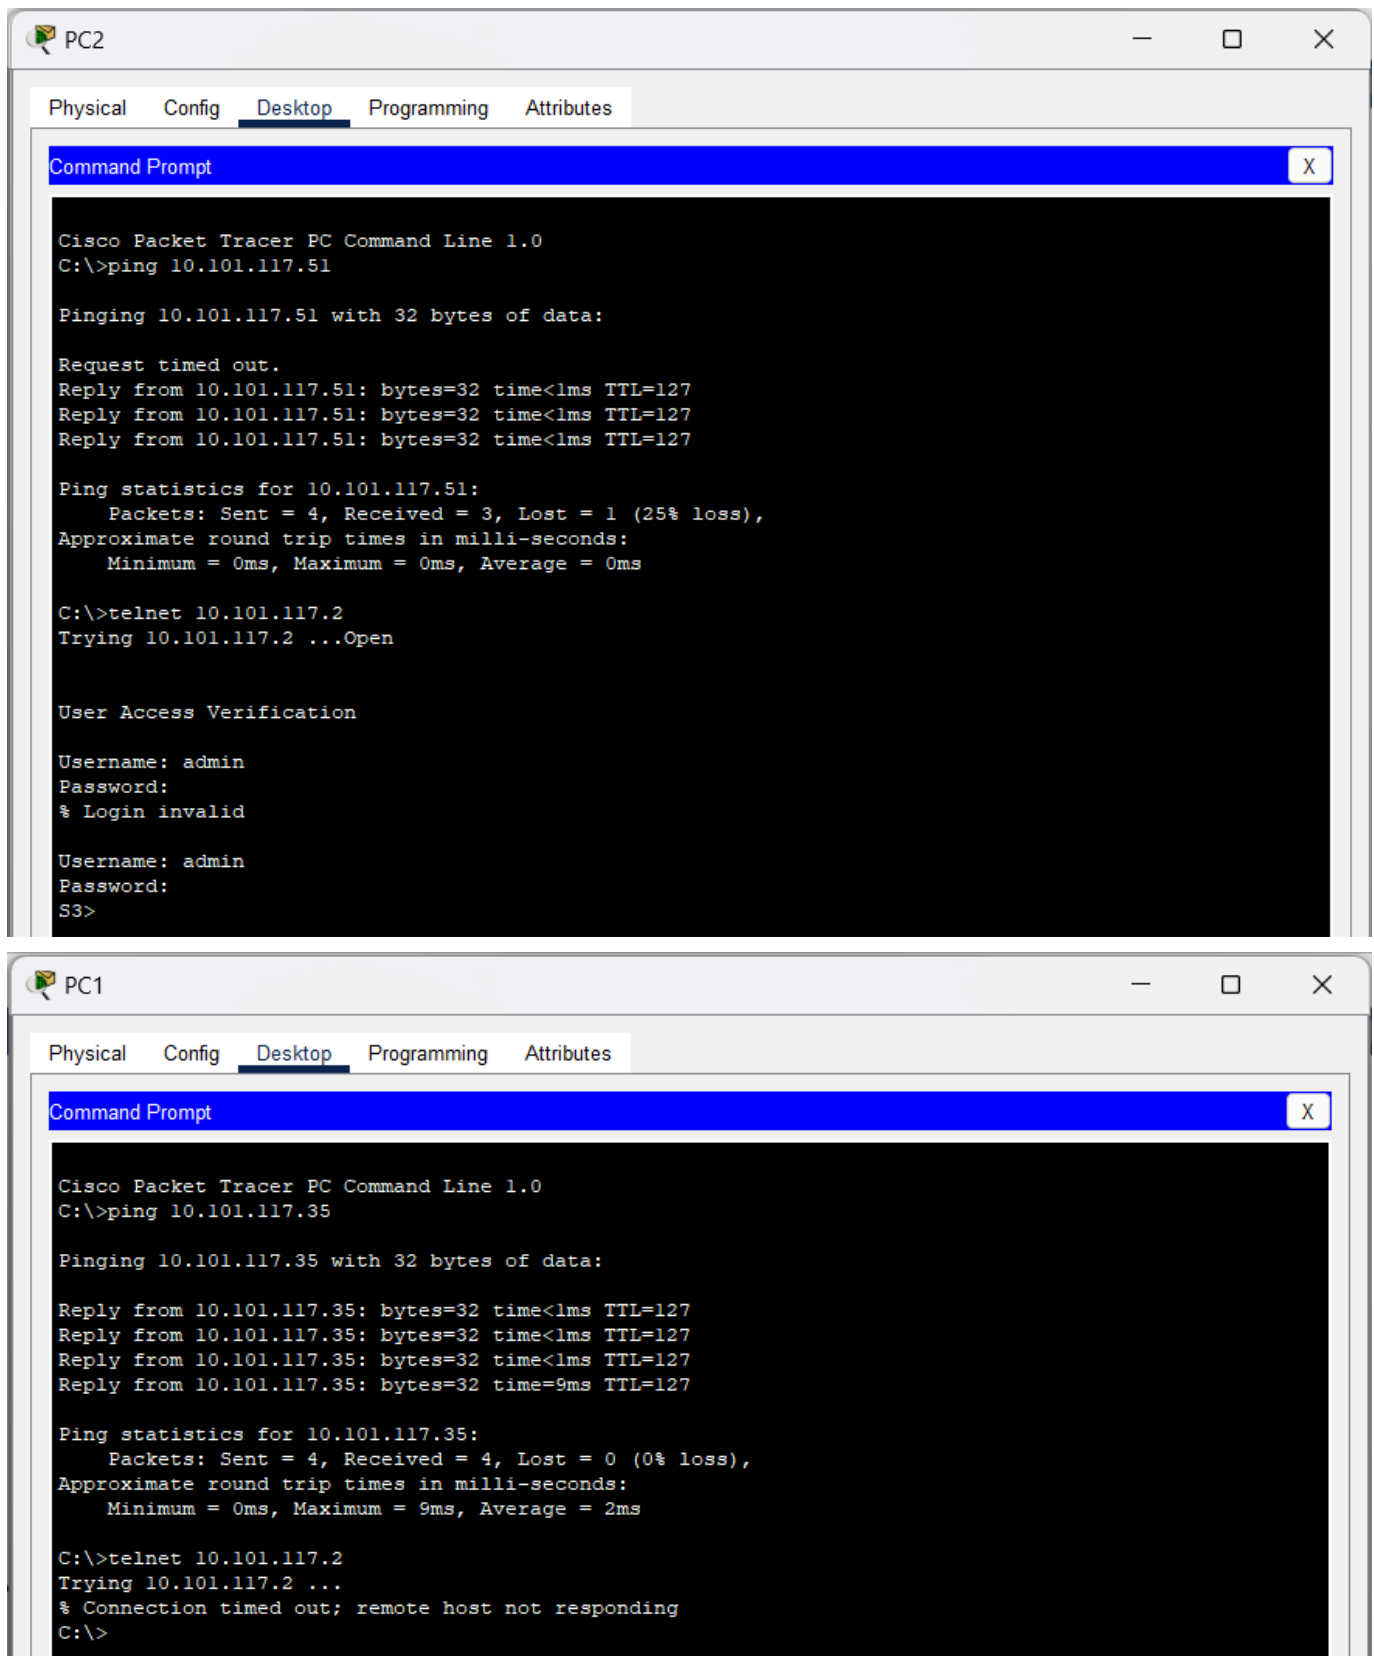 PC2
Physical Config Desktop Programming Attributes
Command Prompt
X
Cisco Packet Tracer PC Command Line 1.0
C:\>ping 10.101.117.51
Pinging 10.101.117.51 with 32 bytes of data:
Request timed out.
Reply from 10.101.117.51: bytes=32 time<1ms TTL=127
Reply from 10.101.117.51: bytes=32 time<1ms TTL=127
Reply from 10.101.117.51: bytes=32 time<1ms TTL=127
Ping statistics for 10.101.117.51:
Packets: Sent = 4, Received = 3, Lost = 1 (25% loss),
Approximate round trip times in milli-seconds:
Minimum = 0ms, Maximum = 0ms, Average = 0ms
C:\>telnet 10.101.117.2
Trying 10.101.117.2 ...Open
User Access Verification
Username: admin
Password:
% Login invalid
Username: admin
Password:
S3>
PC1
Physical Config Desktop Programming Attributes
Command Prompt
X
Cisco Packet Tracer PC Command Line 1.0
C:\>ping 10.101.117.35
Pinging 10.101.117.35 with 32 bytes of data:
Reply from 10.101.117.35: bytes=32 time<1ms TTL=127
Reply from 10.101.117.35: bytes=32 time<1ms TTL=127
Reply from 10.101.117.35: bytes=32 time<1ms TTL=127
Reply from 10.101.117.35: bytes=32 time=9ms TTL=127
Ping statistics for 10.101.117.35:
Packets: Sent = 4, Received = 4, Lost = 0 (0% loss),
Approximate round trip times in milli-seconds:
Minimum = 0ms, Maximum = 9ms, Average = 2ms
C:\>telnet 10.101.117.2
Trying 10.101.117.2 ...
% Connection timed out; remote host not responding
C:\>